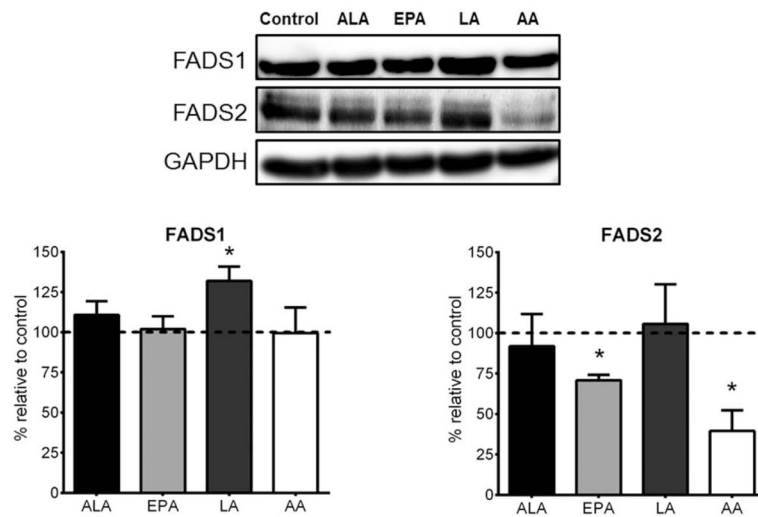 Control ALA EPA LA AA
FADS1
FADS2
GAPDH
FADS1
% relative to control
150
125
100
75
50
25
0
*
ALA EPA LA AA
FADS2
% relative to control
150
100
75
50
25
0
*
*
ALA EPA LA AA